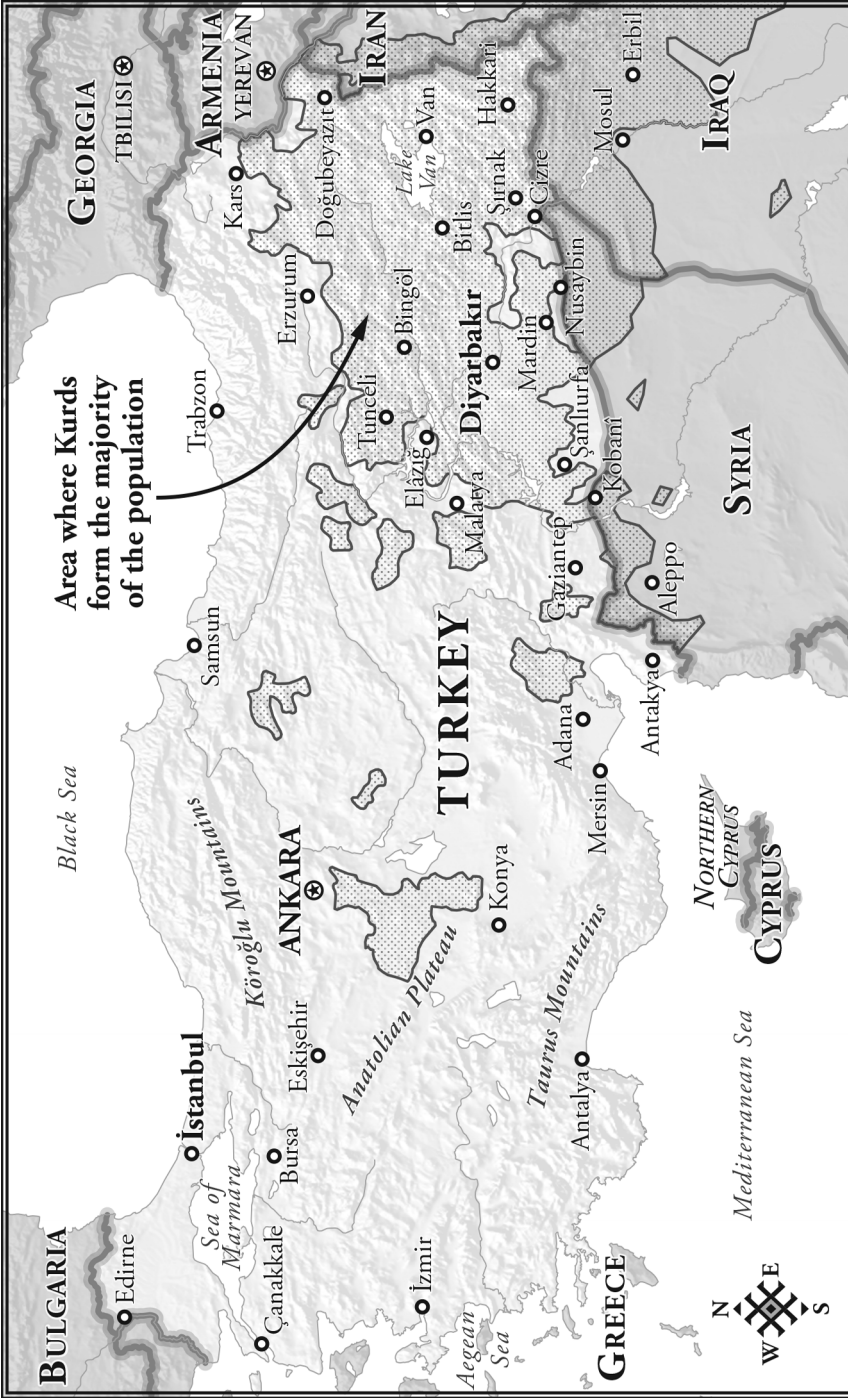 BULGARIA
Edirne
Black Sea
Area where Kurds
form the majority
of the population
GEORGIA
TBILISI
ARMENIA
YEREVAN
İstanbul
Sea of
Marmara
Çanakkale
Bursa
Köroğlu Mountains
Samsun
Trabzon
Kars
Eskişehir
ANKARA
Erzurum
Doğubeyazıt
IRAN
Anatolian Plateau
Tunceli
Bingöl
Lake
Van
Van
İzmir
Aegean
Sea
TURKEY
Elâzığ
Malatya
Diyarbakır
Bitlis
Hakkari
Konya
Şırnak
Cizre
Mardin
Nusaybin
Taurus Mountains
Antalya
Adana
Mersin
Gaziantep
Şanlıurfa
Kobanî
Mosul
Erbil
GREECE
Antakya
Aleppo
SYRIA
IRAQ
NORTHERN
CYPRUS
CYPRUS
Mediterranean Sea
N
W
E
S